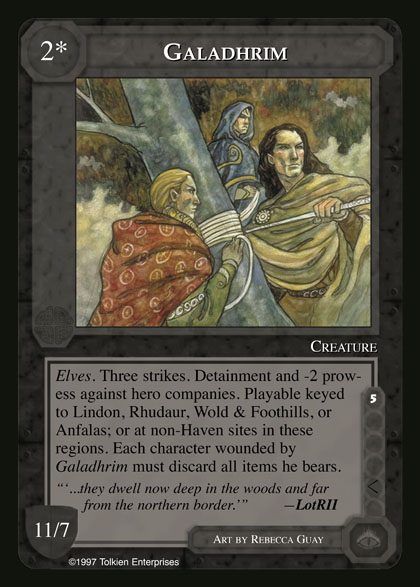 2*
GALADHRIM
CREATURE
Elves. Three strikes. Detainment and -2 prow-
ess against hero companies. Playable keyed
to Lindon, Rhudaur, Wold & Foothills, or
Anfalas; or at non-Haven sites in these
regions. Each character wounded by
Galadhrim must discard all items he bears.
5
“‘...they dwell now deep in the woods and far
from the northern border.’” —LotRII
11/7
ART BY REBECCA GUAY
©1997 Tolkien Enterprises